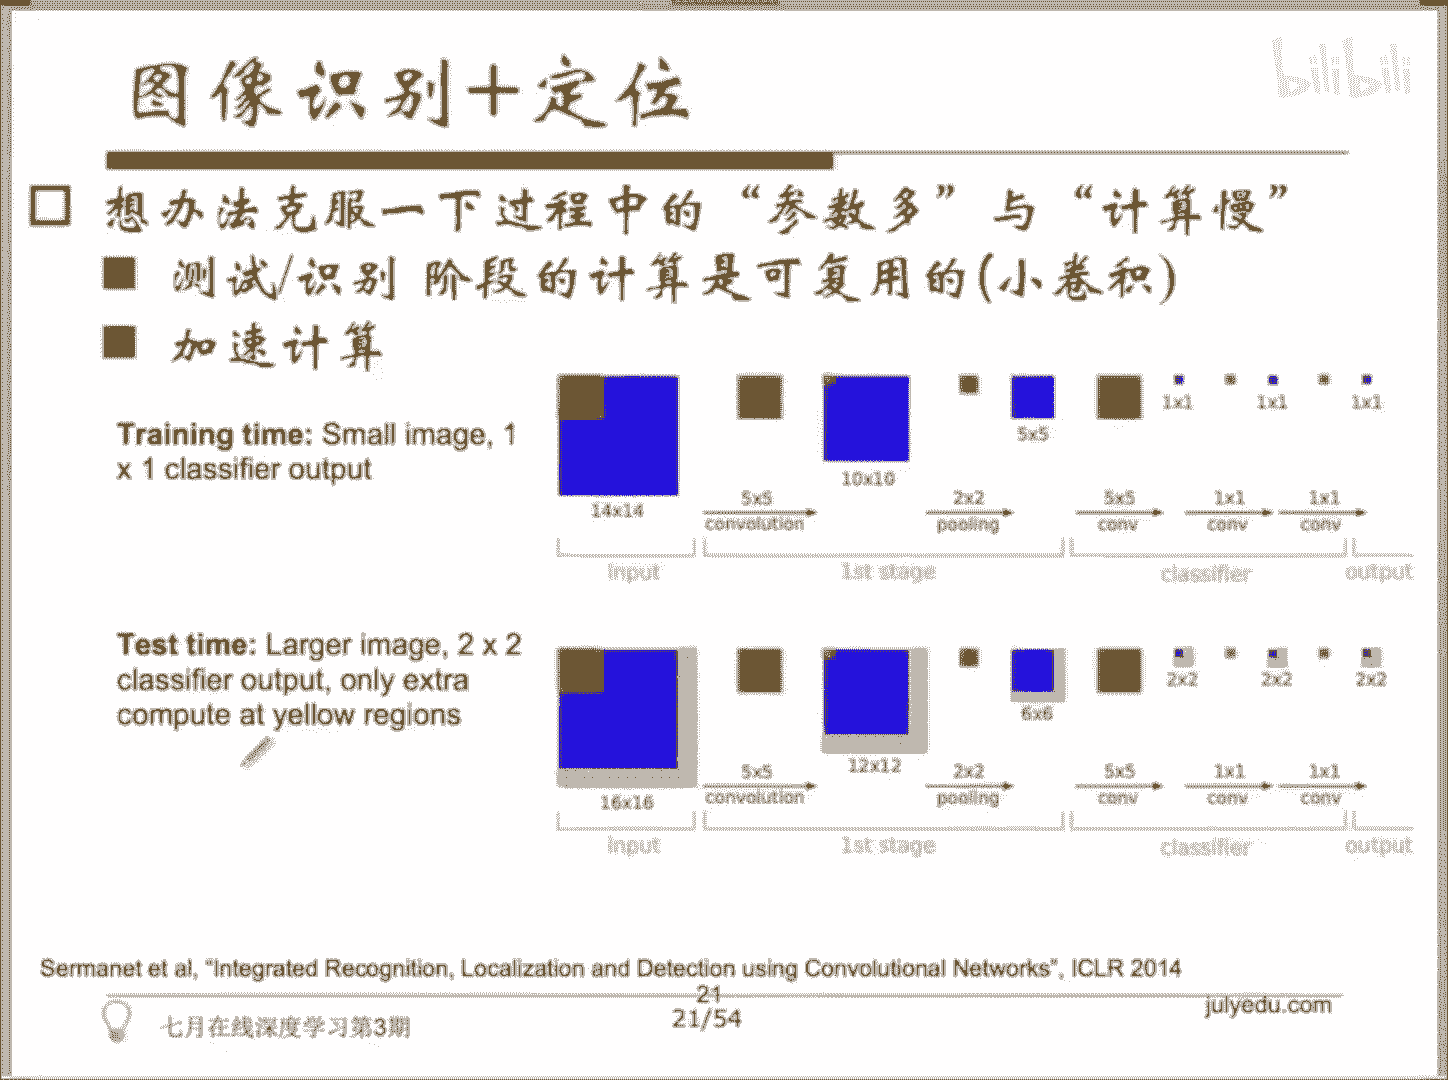 bilibili
图像识别+定位
想办法克服一下过程中的“参数多”与“计算慢”
测试/识别 阶段的计算是可复用的(小卷积)
加速计算
Training time: Small image, 1
x 1 classifier output
14x14
10x10
5x5
1x1
1x1
1x1
5x5
convolution
2x2
pooling
5x5
conv
1x1
conv
1x1
conv
input
1st stage
classifier
output
Test time: Larger image, 2 x 2
classifier output, only extra
compute at yellow regions
16x16
12x12
6x6
2x2
2x2
2x2
5x5
convolution
2x2
pooling
5x5
conv
1x1
conv
1x1
conv
input
1st stage
classifier
output
Sermanet et al, “Integrated Recognition, Localization and Detection using Convolutional Networks”, ICLR 2014
21
七月在线深度学习第3期
21/54
julyedu.com